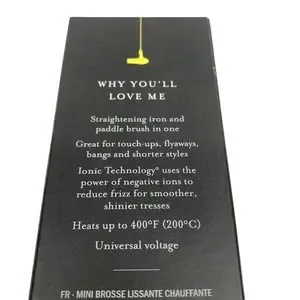 WHY YOU'LL
LOVE ME
Straightening iron and
paddle brush in one
Great for touch-ups, flyaways,
bangs and shorter styles
Ionic Technology® uses the
power of negative ions to
reduce frizz for smoother,
shinier tresses
Heats up to 400°F (200°C)
Universal voltage
FR - MINI BROSSE LISSANTE CHAUFFANTE